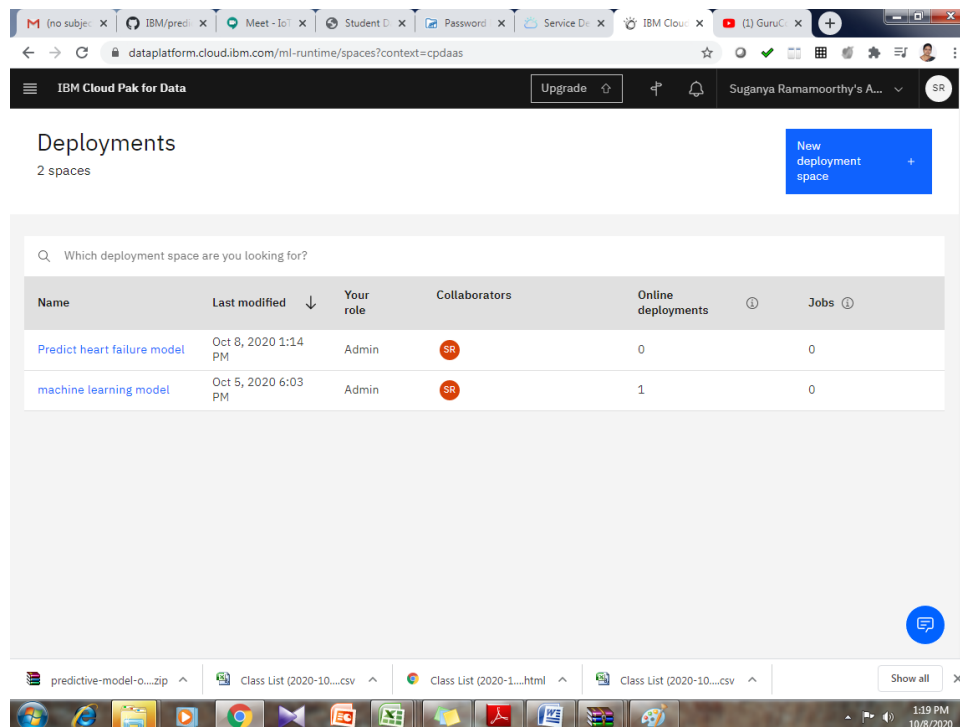 (no subjec
IBM/predi
Meet - IoT
Student D
Password
Service De
IBM Clou
(1) GuruC
dataplatform.cloud.ibm.com/ml-runtime/spaces?context=cpdaas
IBM Cloud Pak for Data
Upgrade
Suganya Ramamoorthy's A...
SR
Deployments
2 spaces
New
deployment
space
+
Which deployment space are you looking for?
Name
Last modified
Your
role
Collaborators
Online
deployments
Jobs
Predict heart failure model
Oct 8, 2020 1:14
PM
Admin
SR
0
0
machine learning model
Oct 5, 2020 6:03
PM
Admin
SR
1
0
predictive-model-o....zip
Class List (2020-10....csv
Class List (2020-1....html
Class List (2020-10....csv
Show all
1:19 PM
10/8/2020